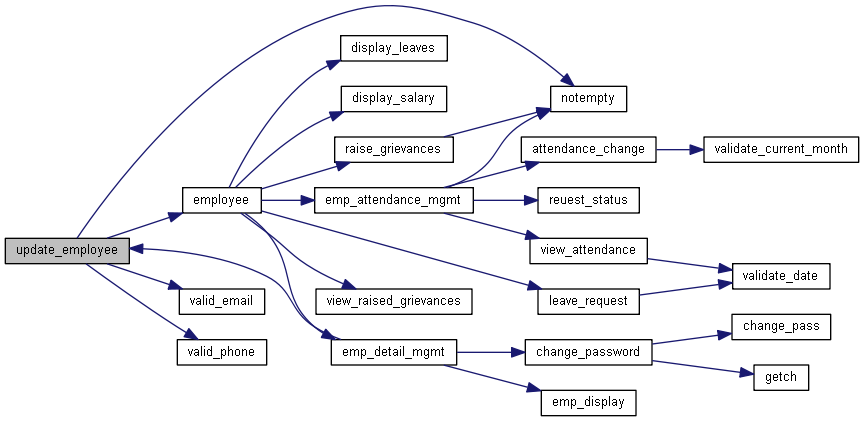 display_leaves
display_salary
notempty
raise_grievances
attendance_change
validate_current_month
employee
emp_attendance_mgmt
reuest_status
update_employee
view_attendance
validate_date
valid_email
view_raised_grievances
leave_request
change_pass
valid_phone
emp_detail_mgmt
change_password
getch
emp_display